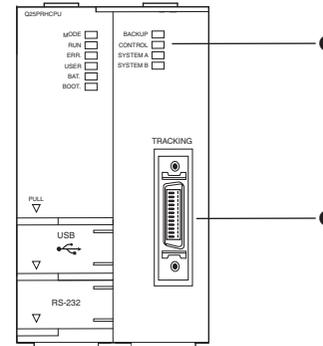 Q25PRHCPU
MODE
RUN
ERR.
USER
BAT.
BOOT.
BACKUP
CONTROL
SYSTEM A
SYSTEM B
TRACKING
PULL
USB
RS-232